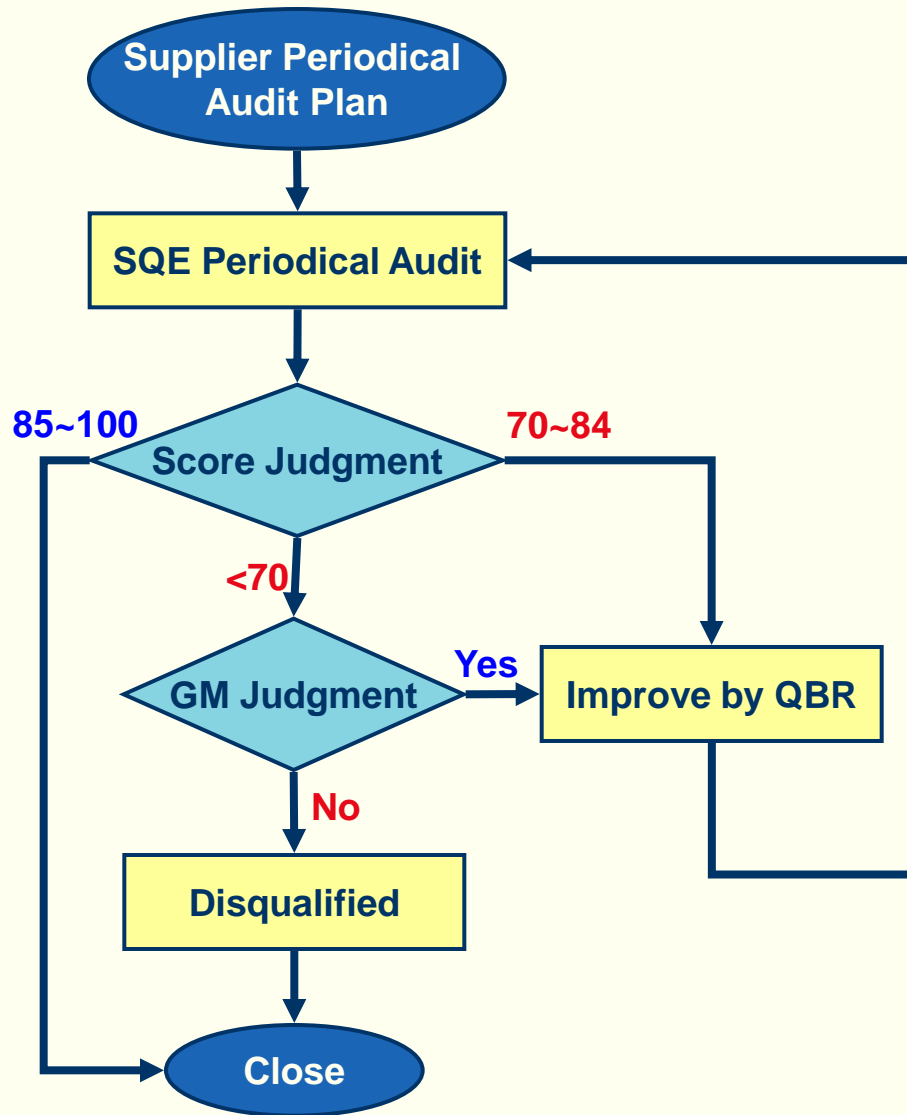 Supplier Periodical
Audit Plan
SQE Periodical Audit
85~100
70~84
Score Judgment
<70
Yes
GM Judgment
Improve by QBR
No
Disqualified
Close